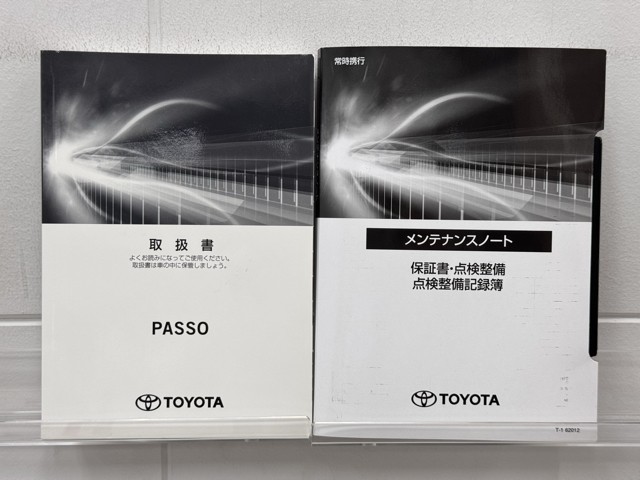 取扱書
よくお読みになってご使用ください。
取扱書は車の中に保管しましょう。
PASSO
TOYOTA
常時携行
メンテナンスノート
保証書・点検整備
点検整備記録簿
TOYOTA
T-1 62012